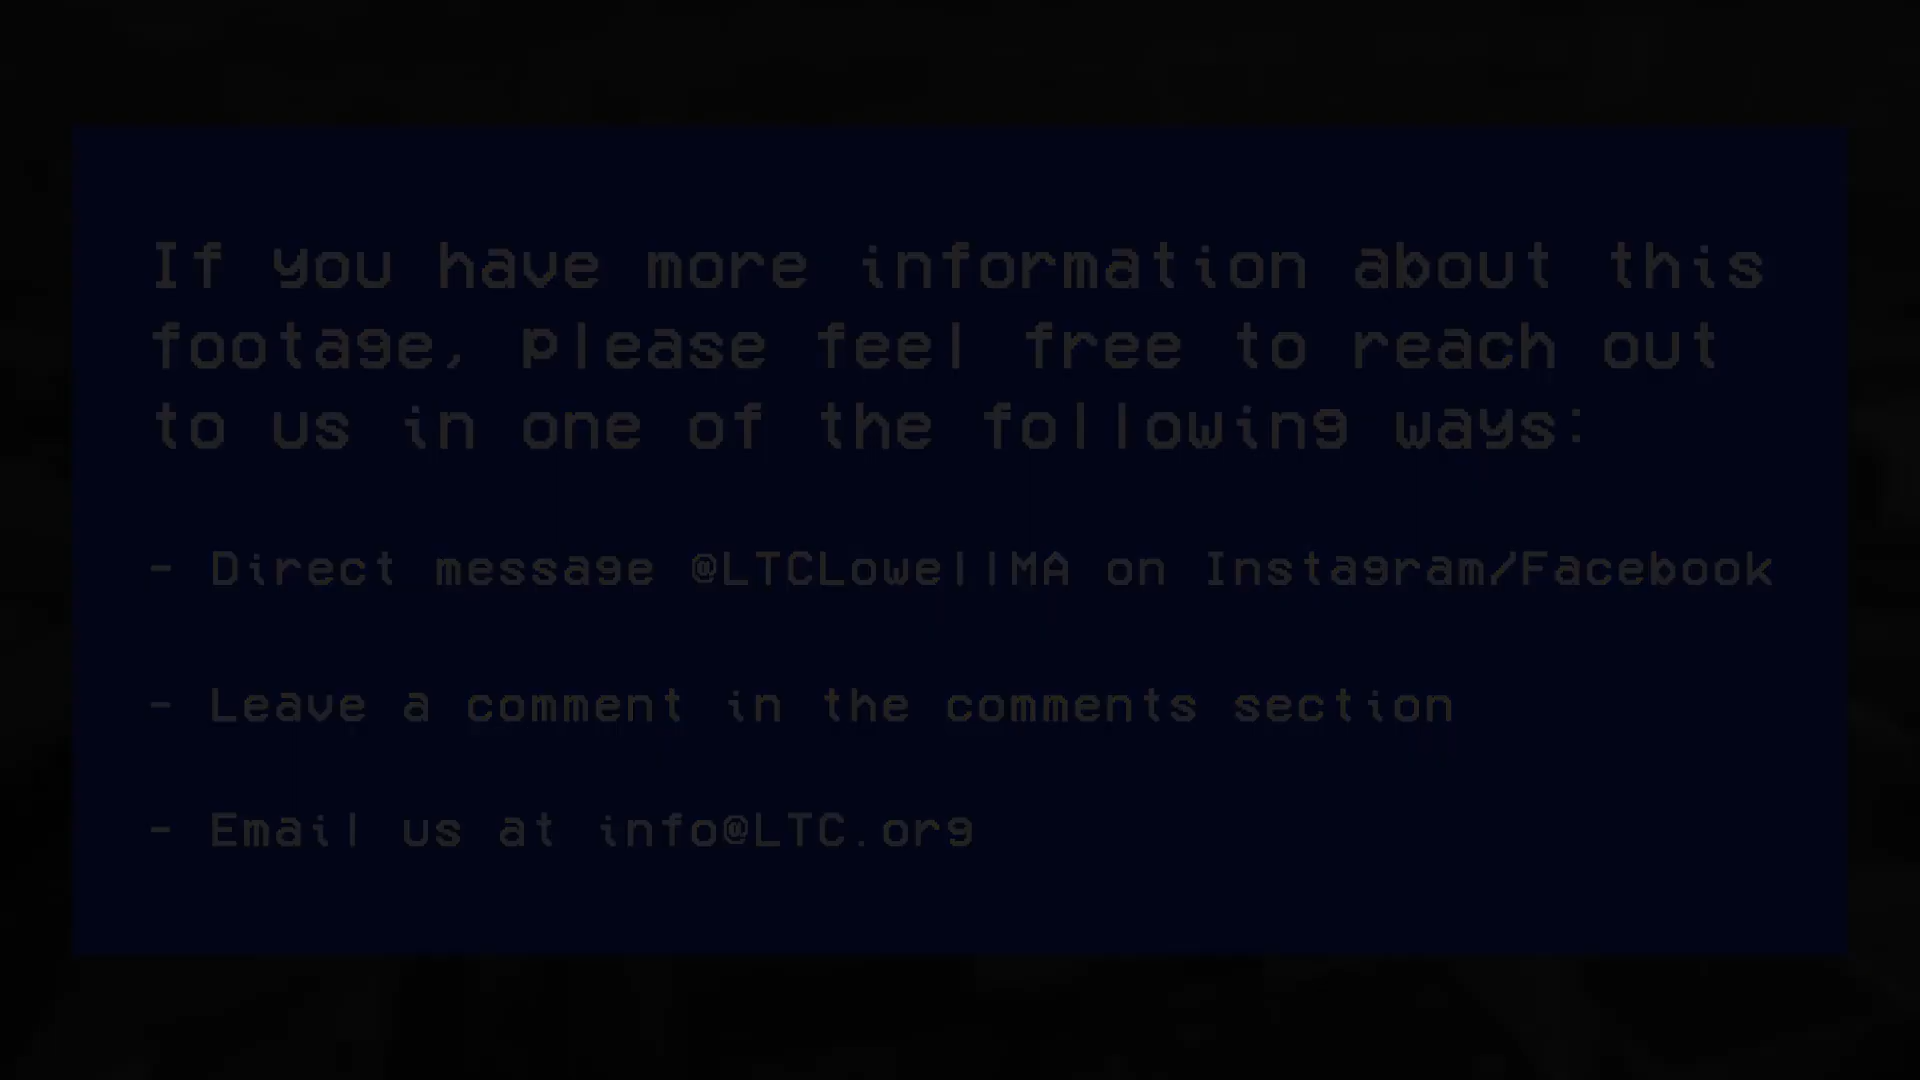 If you have more information about this
footage, please feel free to reach out
to us in one of the following ways:
- Direct message @LTCLowellMA on Instagram/Facebook
- Leave a comment in the comments section
- Email us at info@LTC.org